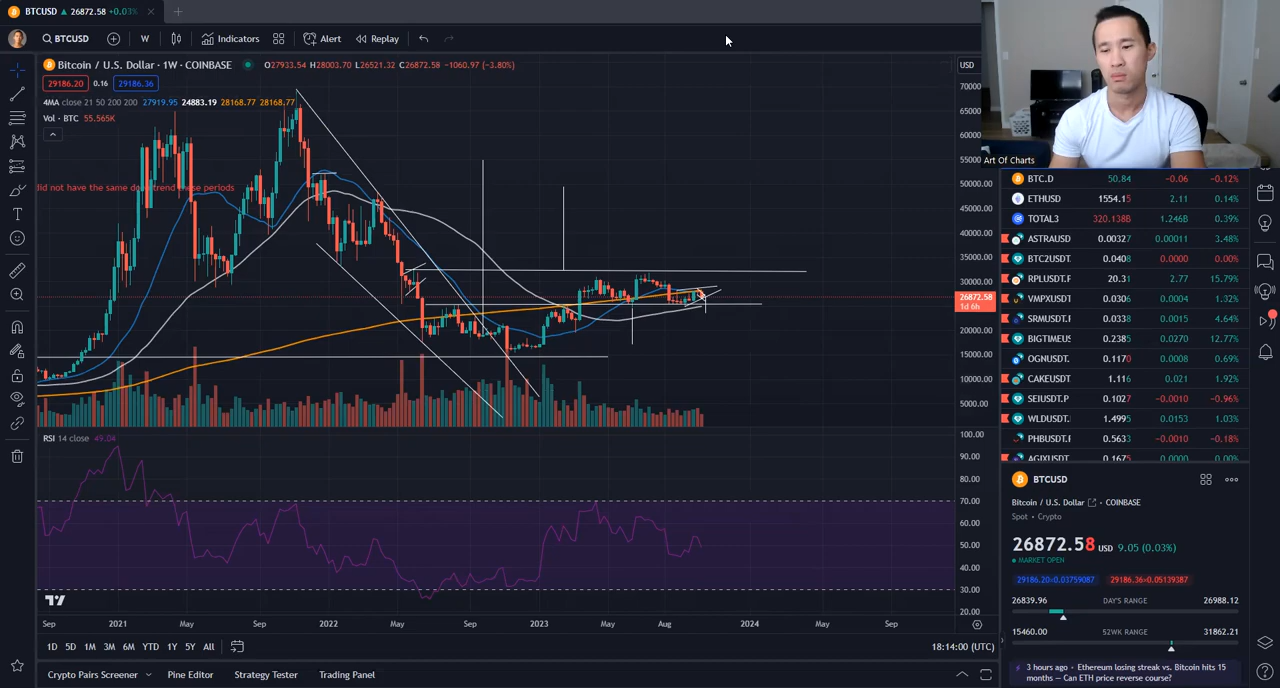 BTCUSD ▲ 26872.58 +0.03%
BTCUSD W Indicators Alert Replay
Bitcoin / U.S. Dollar · 1W · COINBASE O27933.54 H28003.70 L26521.32 C26872.58 −1060.97 (−3.80%)
29186.20 0.16 29186.36
4MA close 21 50 200 200 27919.95 24883.19 28168.77 28168.77
Vol · BTC 55.565K
USD
70000.00
65000.00
60000.00
55000.00
50000.00
45000.00
40000.00
35000.00
30000.00
26872.58
1d 6h
20000.00
15000.00
10000.00
5000.00
RSI 14 close 49.04
100.00
90.00
80.00
70.00
60.00
50.00
40.00
30.00
20.00
Sep 2021 May Sep 2022 May Sep 2023 May Aug 2024 May Sep
1D 5D 1M 3M 6M YTD 1Y 5Y All 18:14:00 (UTC)
Crypto Pairs Screener Pine Editor Strategy Tester Trading Panel
Art Of Charts
BTC.D 50.84 −0.06 −0.12%
ETHUSD 1554.15 2.11 0.14%
TOTAL3 320.138B 1.246B 0.39%
ASTRAUSD 0.00327 0.00011 3.48%
BTC2USDT 0.0408 0.0000 0.00%
RPLUSDT.F 20.31 2.77 15.79%
VMPXUSDT 0.0306 0.0004 1.32%
SRMUSDT.F 0.0338 0.0015 4.64%
BIGTIMEUS 0.2385 0.0270 12.77%
OGNUSDT. 0.1170 0.0008 0.69%
CAKEUSDT 1.116 0.021 1.92%
SEIUSDT.P 0.1027 −0.0010 −0.96%
WLDUSDT.F 1.4995 0.0153 1.03%
PHBUSDT.F 0.5633 −0.0010 −0.18%
AGIXUSDT 0.1675 0.0000 0.00%
BTCUSD
Bitcoin / U.S. Dollar · COINBASE
Spot · Crypto
26872.58 USD 9.05 (0.03%)
MARKET OPEN
29186.20×0.03759087 29186.36×0.05139387
26839.96 DAY'S RANGE 26988.12
15460.00 52WK RANGE 31862.21
3 hours ago · Ethereum losing streak vs. Bitcoin hits 15
months — Can ETH price reverse course?